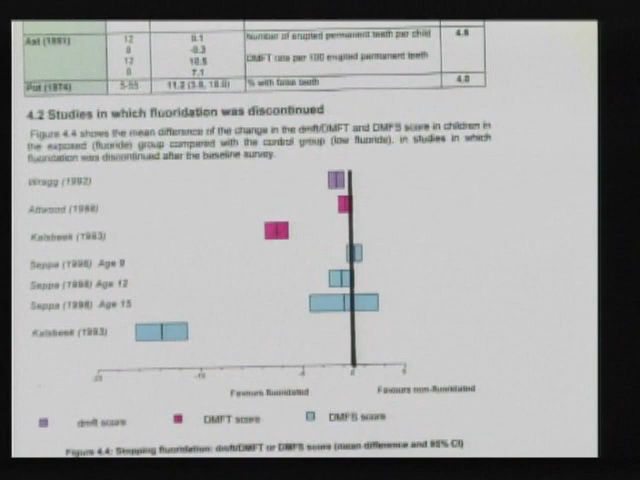 Ast (1951) 12 9.1 Number of erupted permanent teeth per child 4.8
8 -0.3
12 10.5 DMFT rate per 100 erupted permanent teeth
8 7.1
Pot (1974) 5-55 % with false teeth 4.0
4.2 Studies in which fluoridation was discontinued
Figure 4.4 shows the mean difference of the change in the dmft/DMFT and DMFS score in children in
the exposed (fluoride) group compared with the control group (low fluoride), in studies in which
fluoridation was discontinued after the baseline survey.
Wragg (1992)
Attwood (1988)
Kalsbeek (1993)
Seppa (1998) Age 9
Seppa (1998) Age 12
Seppa (1998) Age 15
Kalsbeek (1993)
Favours fluoridated Favours non-fluoridated
dmft score DMFT score DMFS score
Figure 4.4: Stopping fluoridation: dmft/DMFT or DMFS score (mean difference and 95% CI)